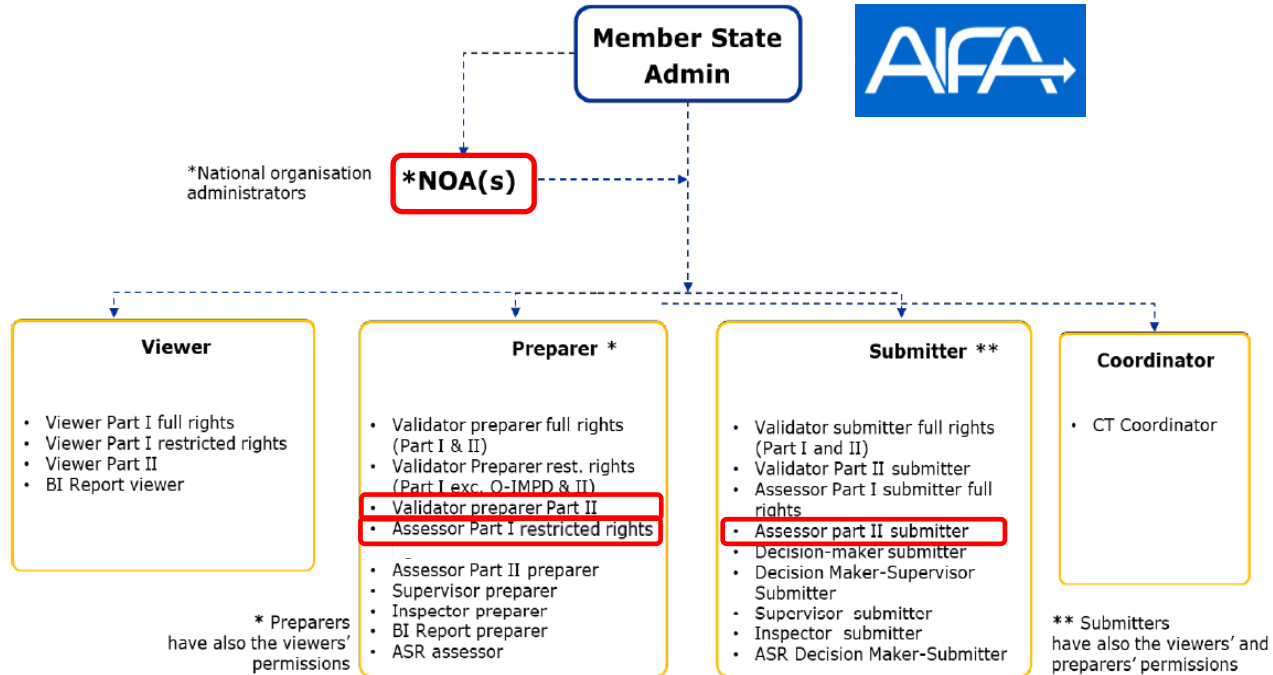 Member State
Admin
AIFA
*National organisation
administrators
*NOA(s)
Viewer
• Viewer Part I full rights
• Viewer Part I restricted rights
• Viewer Part II
• BI Report viewer
Preparer *
• Validator preparer full rights
(Part I & II)
• Validator Preparer rest. rights
(Part I exc. Q-IMPD & II)
• Validator preparer Part II
• Assessor Part I restricted rights
• Assessor Part II preparer
• Supervisor preparer
• Inspector preparer
• BI Report preparer
• ASR assessor
Submitter **
• Validator submitter full rights
(Part I and II)
• Validator Part II submitter
• Assessor Part I submitter full
rights
• Assessor part II submitter
• Decision-maker submitter
• Decision Maker-Supervisor
Submitter
• Supervisor submitter
• Inspector submitter
• ASR Decision Maker-Submitter
Coordinator
• CT Coordinator
* Preparers
have also the viewers'
permissions
** Submitters
have also the viewers' and
preparers' permissions